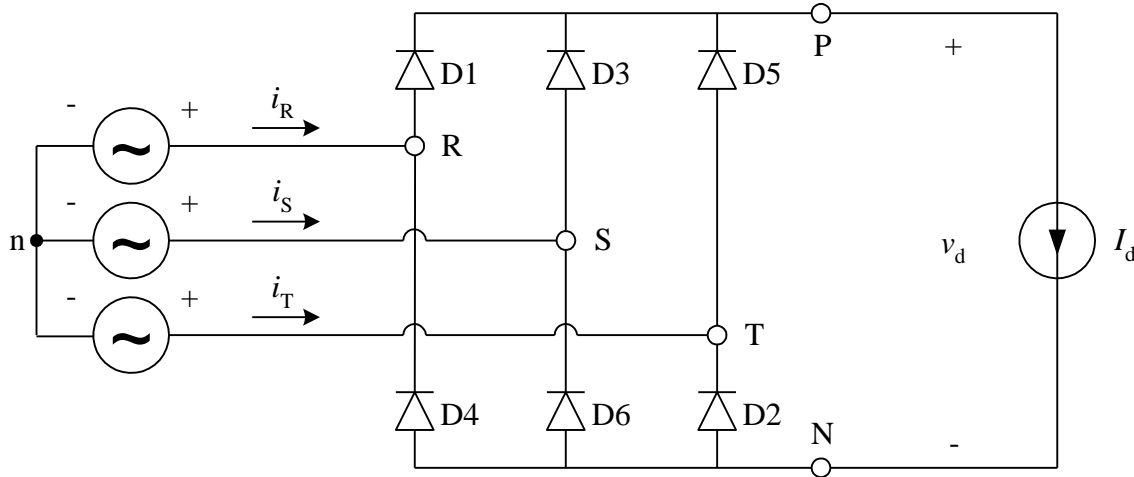 P
+
D1
D3
D5
-
+
i_R
R
-
+
i_S
n
S
v_d
I_d
-
+
i_T
T
D4
D6
D2
N
-